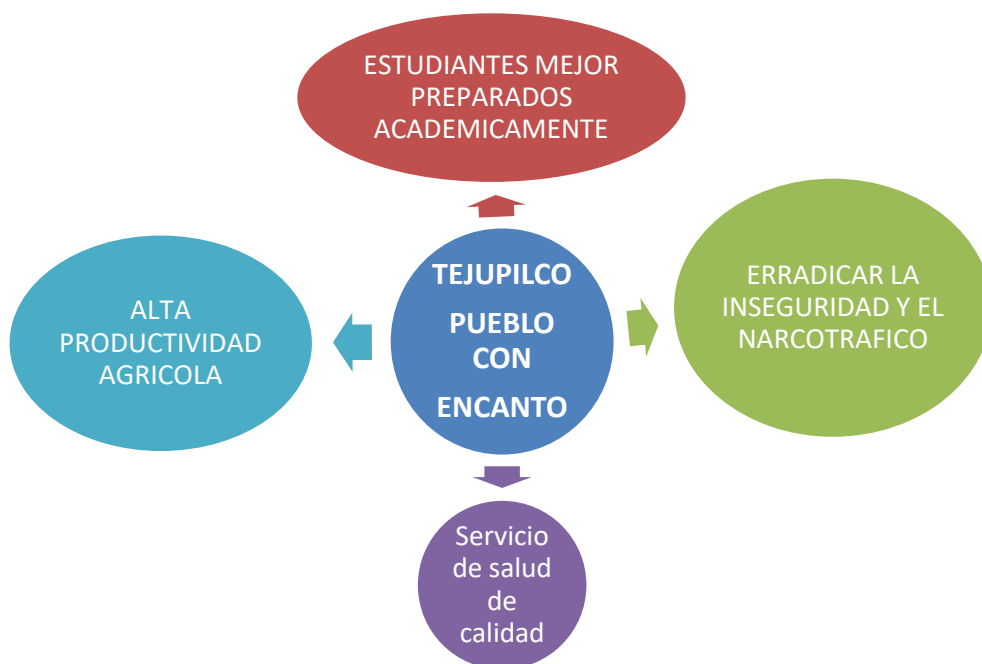 ESTUDIANTES MEJOR
PREPARADOS
ACADEMICAMENTE
ALTA
PRODUCTIVIDAD
AGRICOLA
TEJUPILCO
PUEBLO
CON
ENCANTO
ERRADICAR LA
INSEGURIDAD Y EL
NARCOTRAFICO
Servicio
de salud
de
calidad